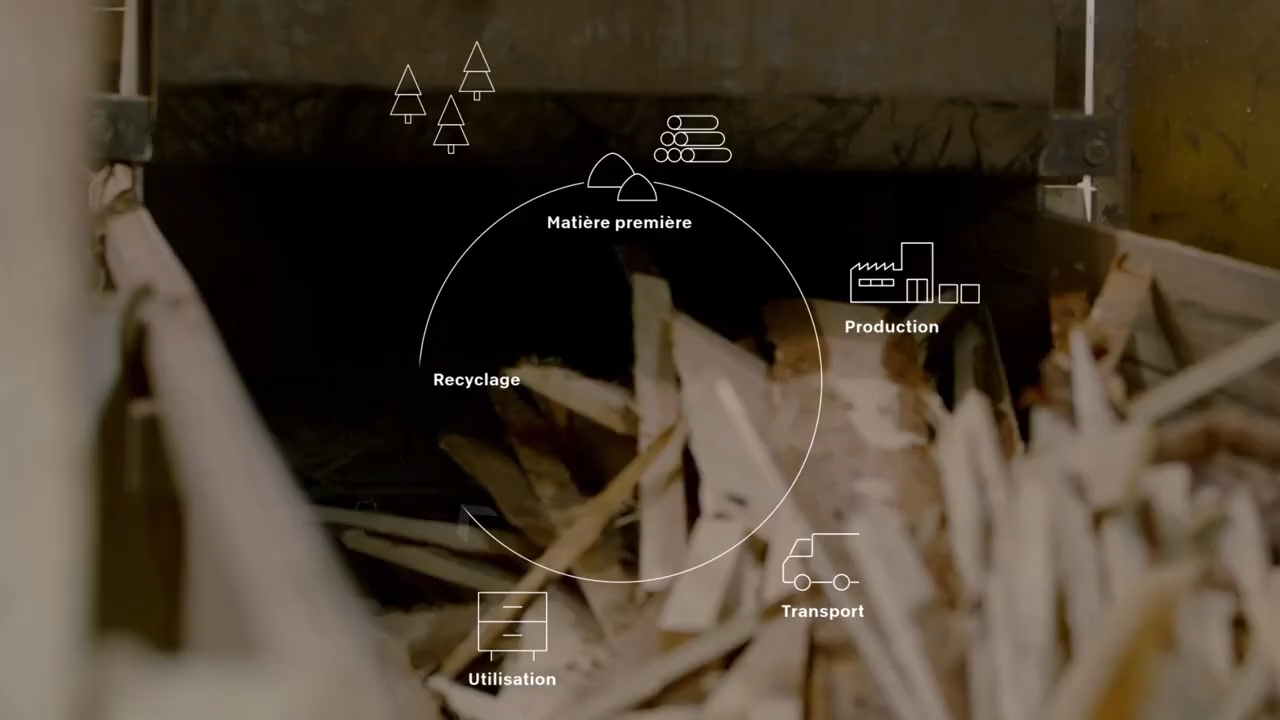 Matière première
Production
Recyclage
Transport
Utilisation